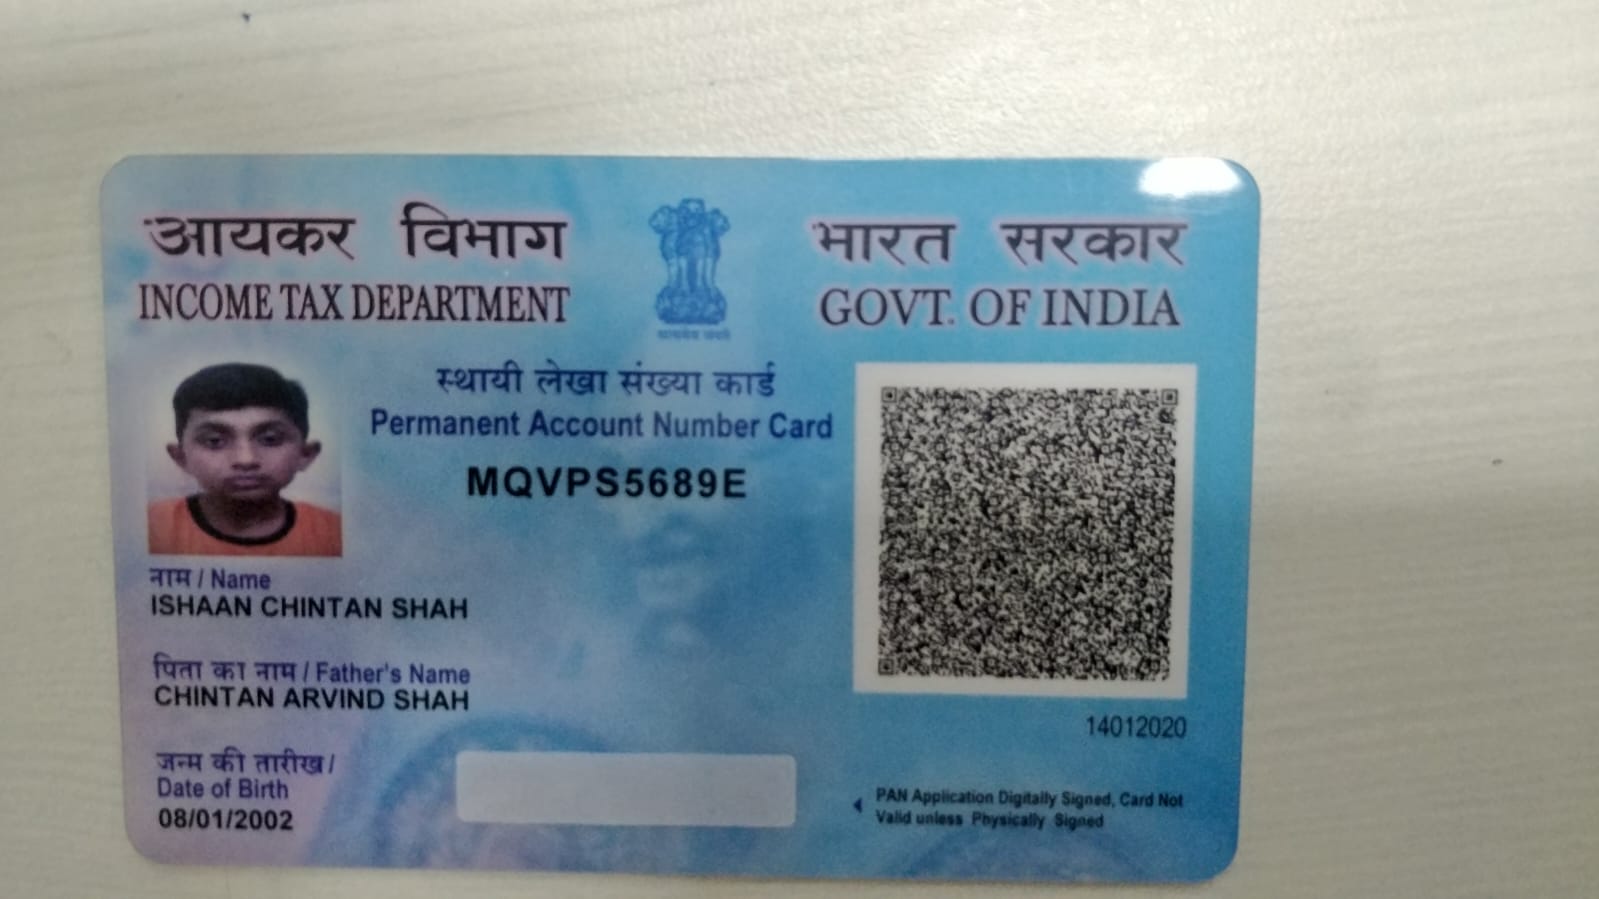 आयकर विभाग
INCOME TAX DEPARTMENT
भारत सरकार
GOVT. OF INDIA
सत्यमेव जयते
स्थायी लेखा संख्या कार्ड
Permanent Account Number Card
MQVPS5689E
नाम / Name
ISHAAN CHINTAN SHAH
पिता का नाम / Father's Name
CHINTAN ARVIND SHAH
जन्म की तारीख /
Date of Birth
08/01/2002
14012020
PAN Application Digitally Signed, Card Not
Valid unless Physically Signed